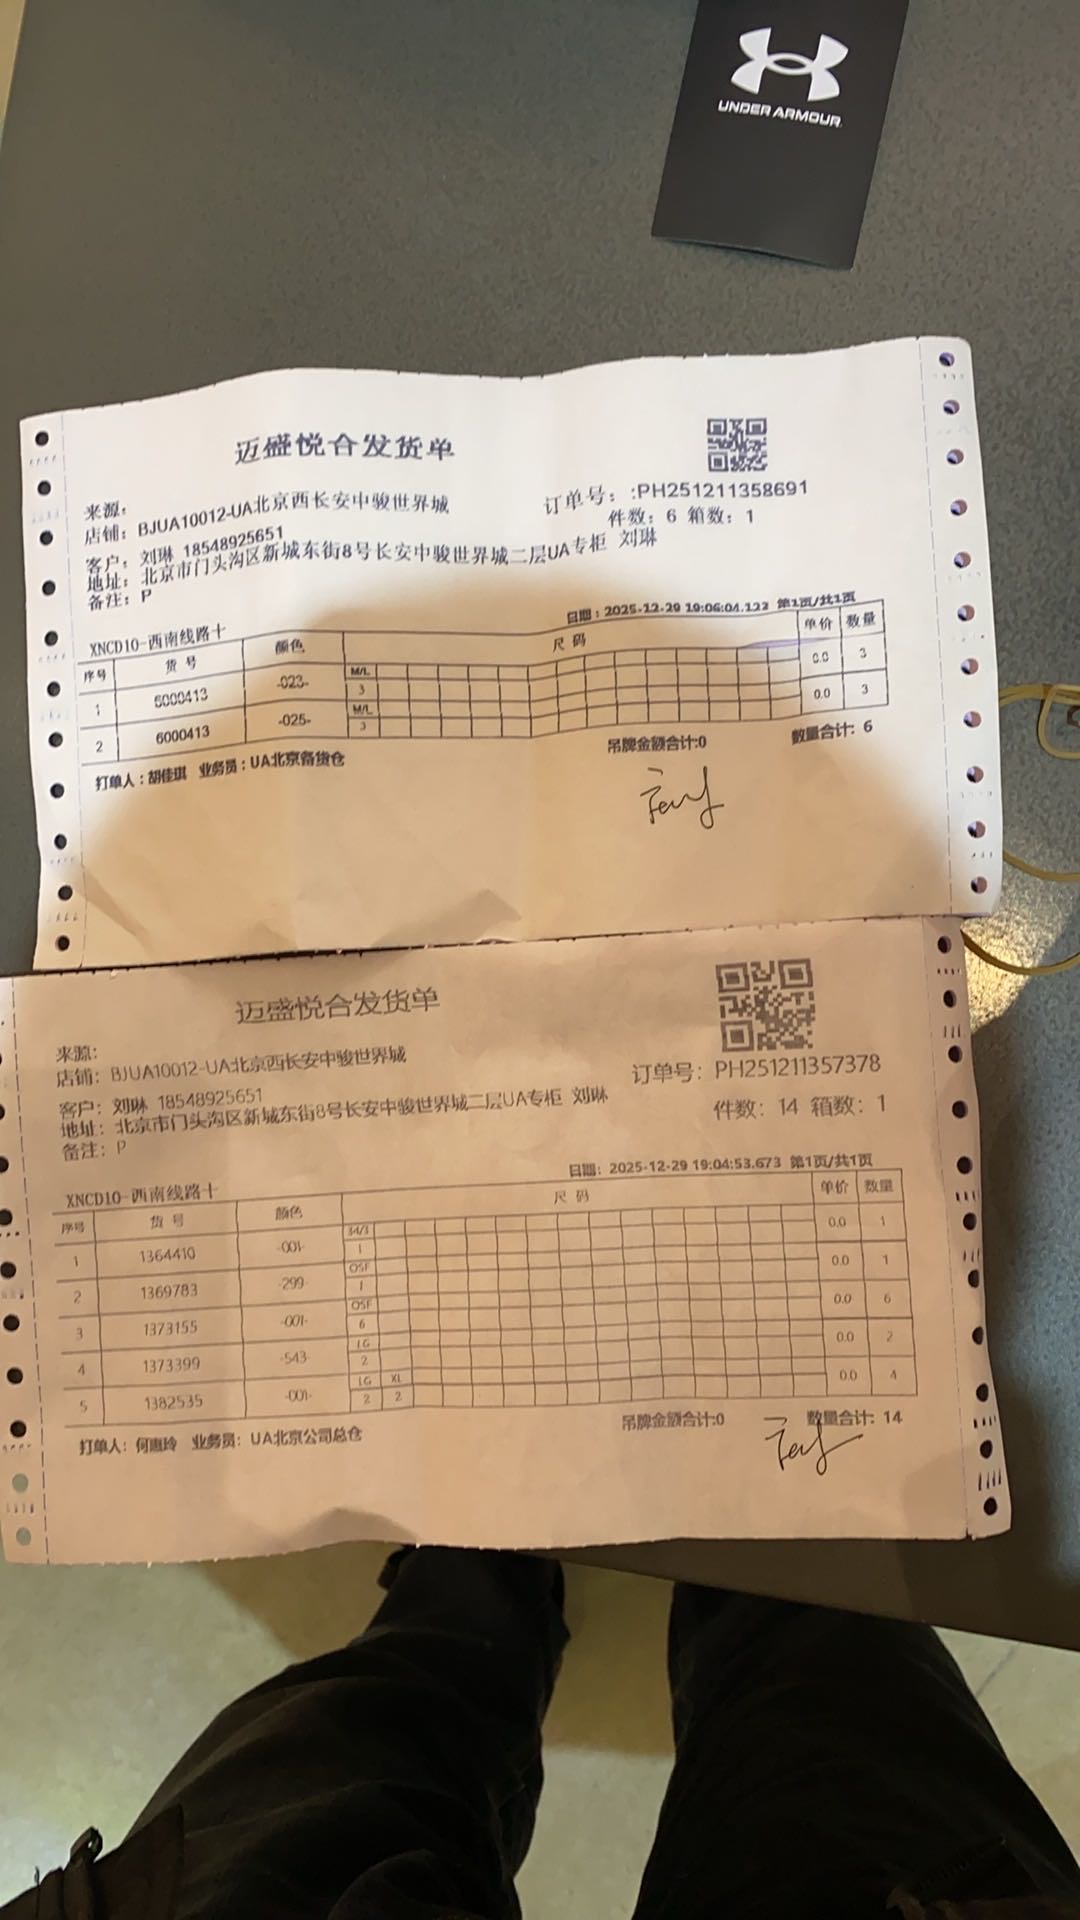 UNDER ARMOUR
迈盛悦合发货单
来源:
店铺: BJUA10012-UA北京西长安中骏世界城
订单号: :PH251211358691
件数: 6 箱数: 1
客户: 刘琳 18548925651
地址: 北京市门头沟区新城东街8号长安中骏世界城二层UA专柜 刘琳
备注: P
日期: 2025-12-29 19:06:04.122 第1页/共1页
XNCD10-西南线路十
序号 货号 颜色 尺码 单价 数量
M/L
1 6000413 -023- 3 0.0 3
M/L
2 6000413 -025- 3 0.0 3
吊牌金额合计:0 数量合计: 6
打单人: 胡佳琪 业务员: UA北京备货仓
迈盛悦合发货单
来源:
店铺: BJUA10012-UA北京西长安中骏世界城
订单号: PH251211357378
件数: 14 箱数: 1
客户: 刘琳 18548925651
地址: 北京市门头沟区新城东街8号长安中骏世界城二层UA专柜 刘琳
备注: P
日期: 2025-12-29 19:04:53.673 第1页/共1页
XNCD10-西南线路十
序号 货号 颜色 尺码 单价 数量
34/3
1 1364410 -001- 1 0.0 1
OSF
2 1369783 -299- 1 0.0 1
OSF
3 1373155 -001- 6 0.0 6
LG
4 1373399 -543- 2 0.0 2
LG XL
5 1382535 -001- 2 2 0.0 4
吊牌金额合计:0 数量合计: 14
打单人: 何惠玲 业务员: UA北京公司总仓